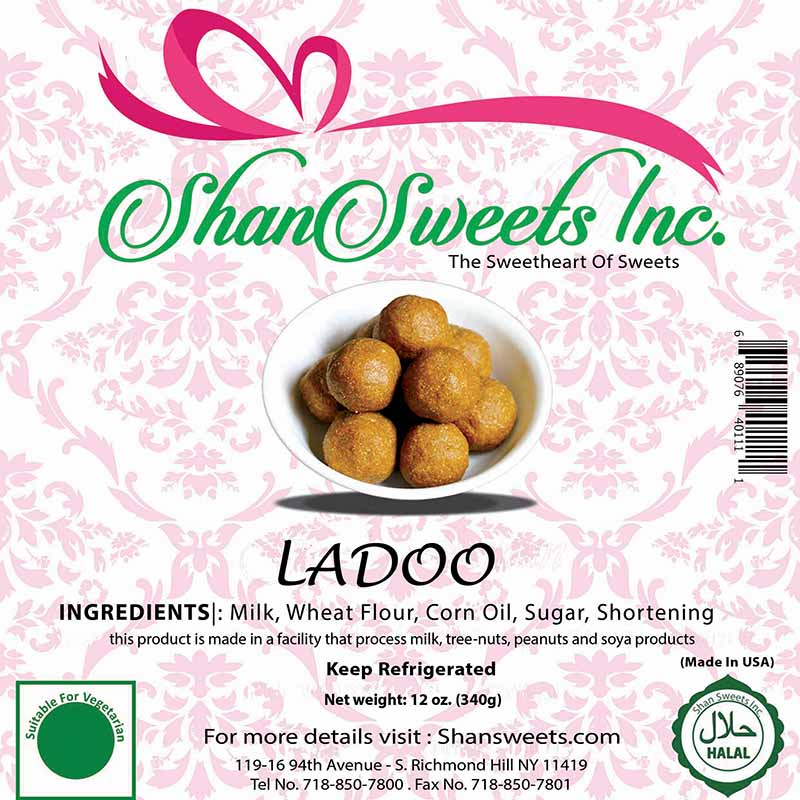 ShanSweets Inc.
The Sweetheart Of Sweets
6 89076 40111 1
LADOO
INGREDIENTS|: Milk, Wheat Flour, Corn Oil, Sugar, Shortening
this product is made in a facility that process milk, tree-nuts, peanuts and soya products
Keep Refrigerated
(Made In USA)
Net weight: 12 oz. (340g)
Suitable For Vegetarian
For more details visit : Shansweets.com
119-16 94th Avenue - S. Richmond Hill NY 11419
Tel No. 718-850-7800 . Fax No. 718-850-7801
Shan Sweets Inc.
حلال
HALAL